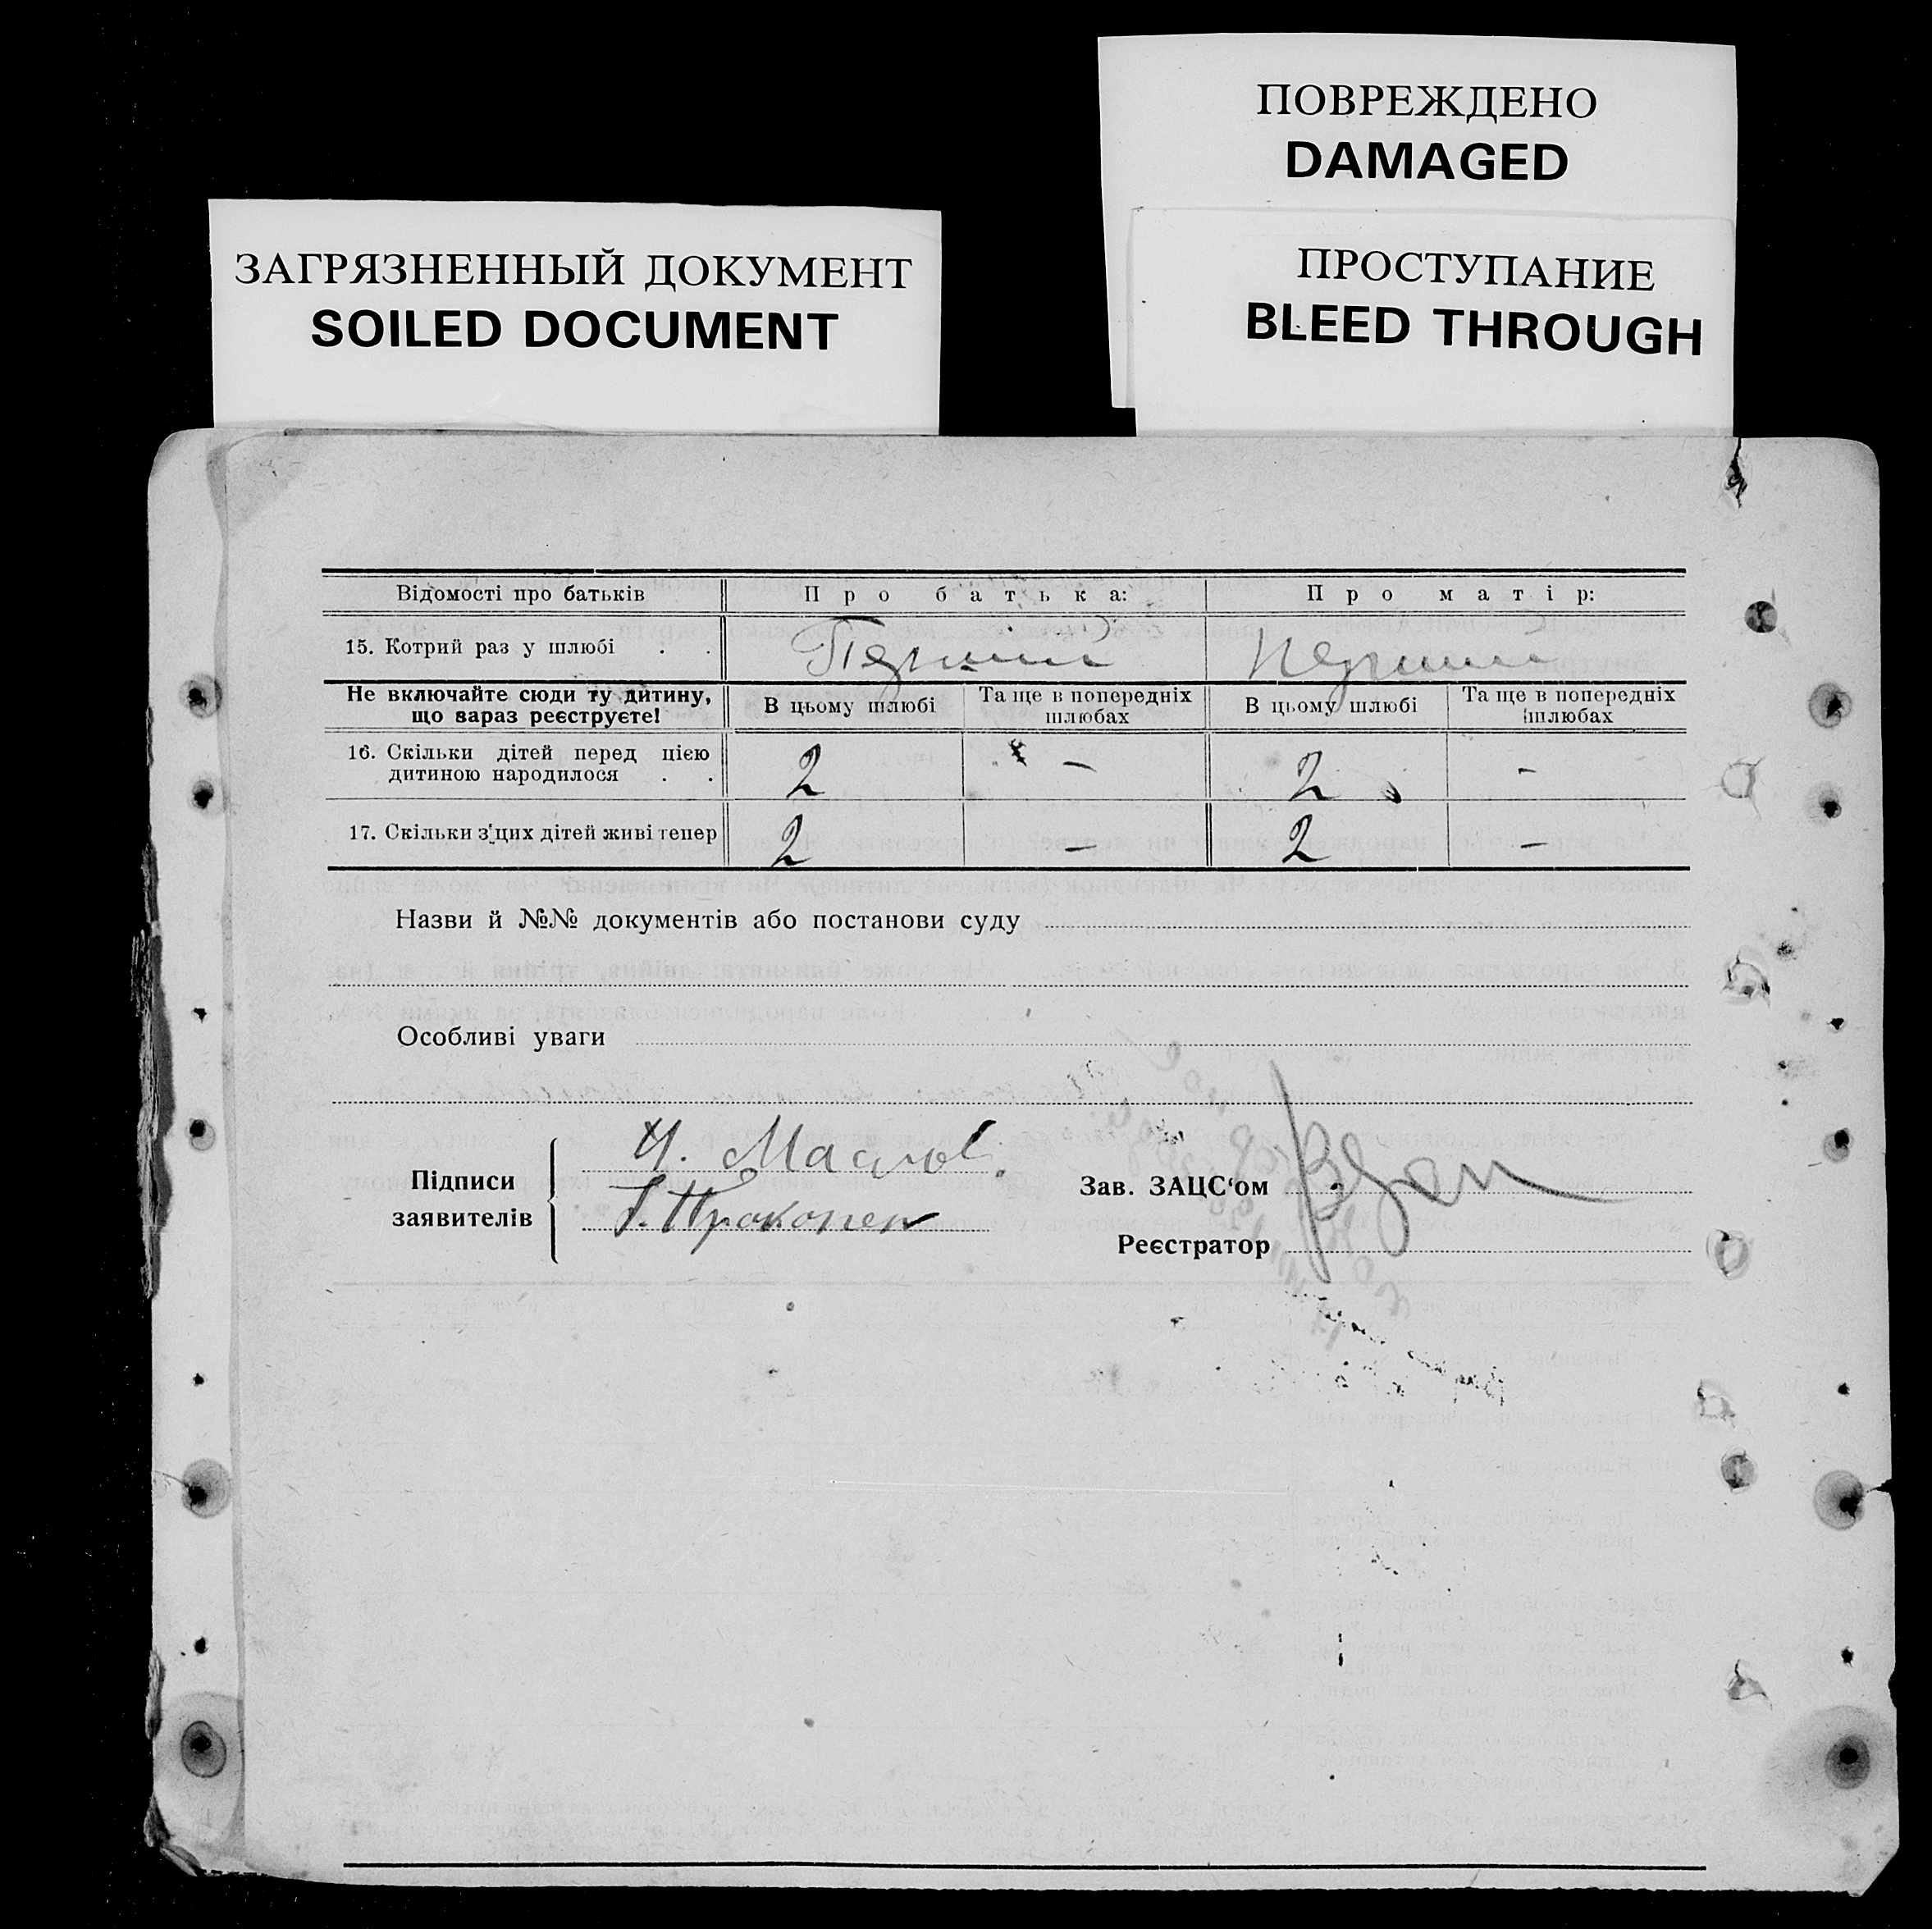 ПОВРЕЖДЕНО
DAMAGED
ЗАГРЯЗНЕННЫЙ ДОКУМЕНТ
SOILED DOCUMENT
ПРОСТУПАНИЕ
BLEED THROUGH
Відомості про батьків Про батька: Про матір:
15. Котрий раз у шлюбі . . Перший перший
Не включайте сюди ту дитину, що зараз реєструєте! В цьому шлюбі Та ще в попередніх шлюбах В цьому шлюбі Та ще в попередніх шлюбах
16. Скільки дітей перед цією дитиною народилося . . 2 – 2 -
17. Скільки з'цих дітей живі тепер 2 – 2 –
Назви й №№ документів або постанови суду
Особливі уваги
Підписи заявителів
Маслов
Прокопен
Зав. ЗАЦС‘ом
Реєстратор